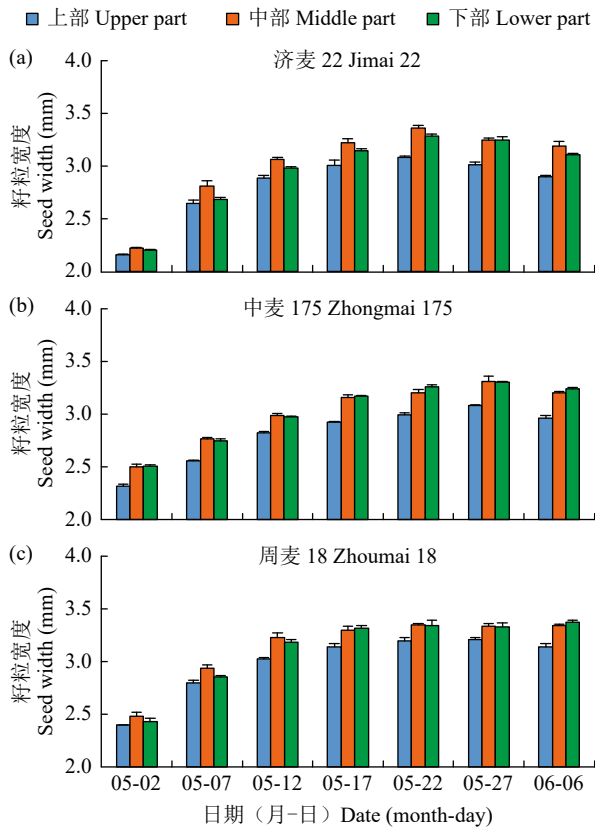 上部 Upper part 中部 Middle part 下部 Lower part
(a) 济麦 22 Jimai 22
籽粒宽度
Seed width (mm)
4.0
3.5
3.0
2.5
2.0
(b) 中麦 175 Zhongmai 175
籽粒宽度
Seed width (mm)
4.0
3.5
3.0
2.5
2.0
(c) 周麦 18 Zhoumai 18
籽粒宽度
Seed width (mm)
4.0
3.5
3.0
2.5
2.0
05-02 05-07 05-12 05-17 05-22 05-27 06-06
日期（月-日）Date (month-day)